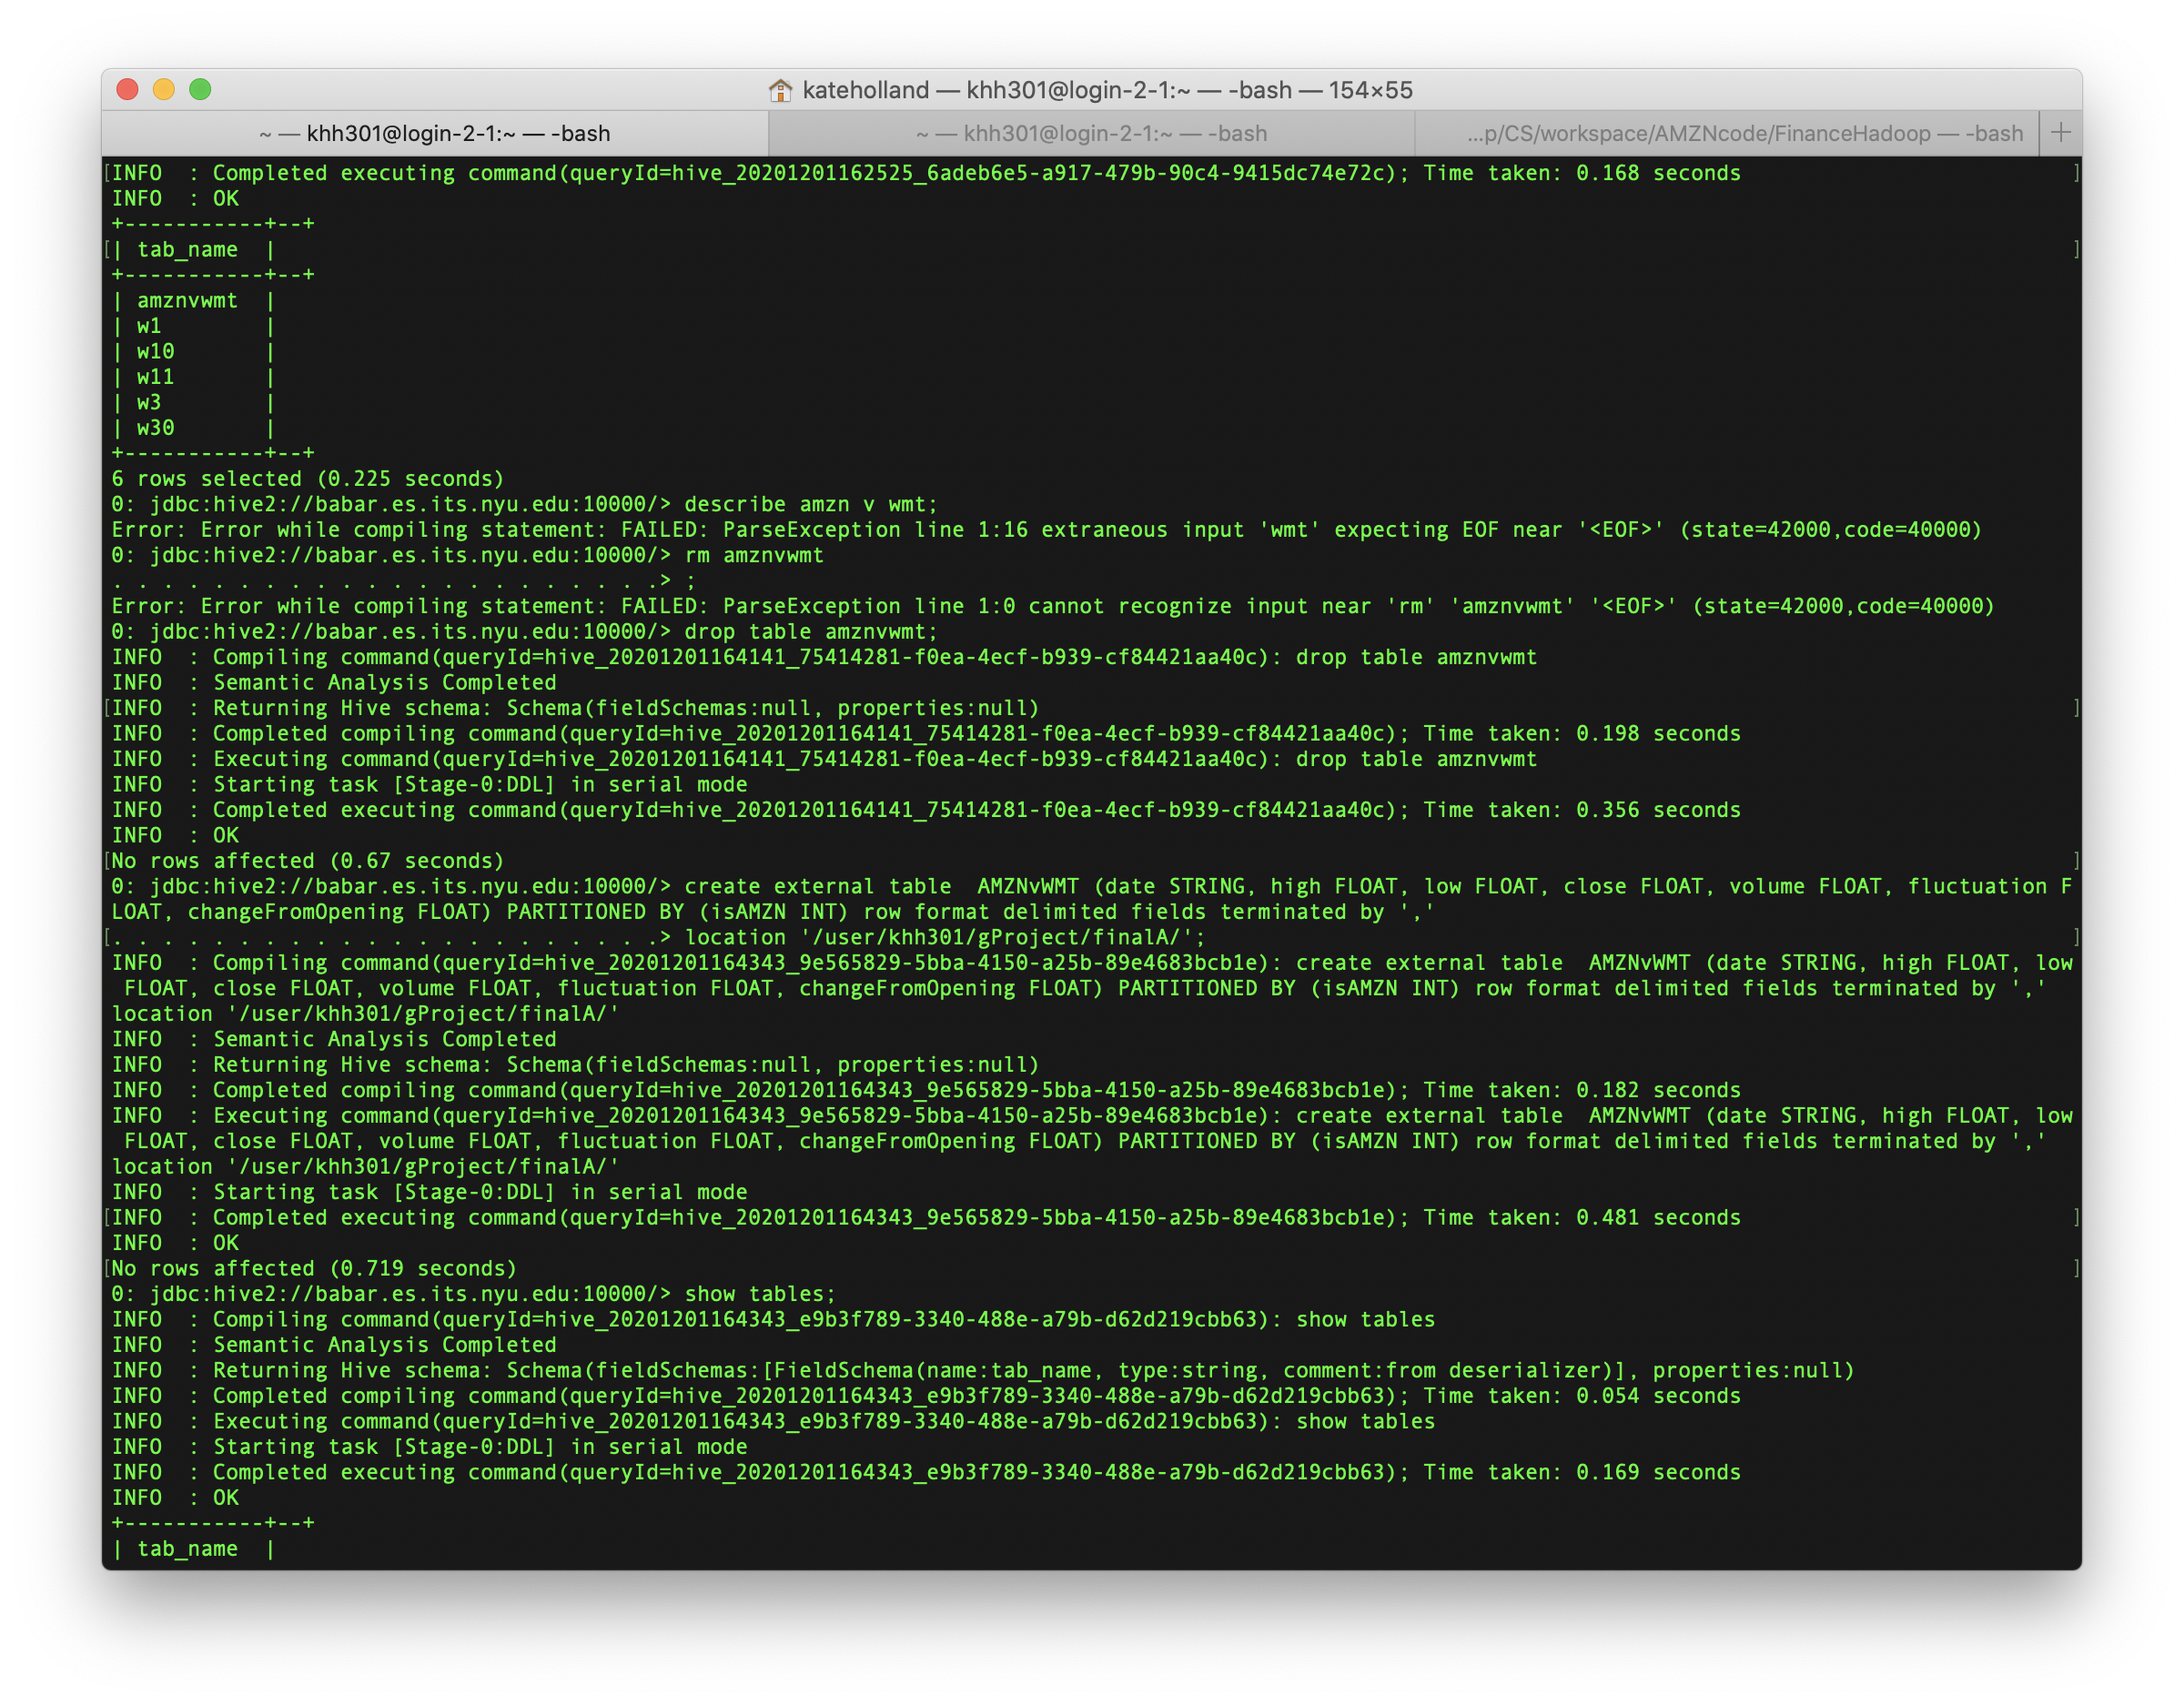 kateholland — khh301@login-2-1:~ — -bash — 154×55
~ — khh301@login-2-1:~ — -bash
~ — khh301@login-2-1:~ — -bash
...p/CS/workspace/AMZNcode/FinanceHadoop — -bash
[INFO  : Completed executing command(queryId=hive_20201201162525_6adeb6e5-a917-479b-90c4-9415dc74e72c); Time taken: 0.168 seconds ]
INFO  : OK
+-----------+--+
[| tab_name  | ]
+-----------+--+
| amznvwmt  |
| w1        |
| w10       |
| w11       |
| w3        |
| w30       |
+-----------+--+
6 rows selected (0.225 seconds)
0: jdbc:hive2://babar.es.its.nyu.edu:10000/> describe amzn v wmt;
Error: Error while compiling statement: FAILED: ParseException line 1:16 extraneous input 'wmt' expecting EOF near '<EOF>' (state=42000,code=40000)
0: jdbc:hive2://babar.es.its.nyu.edu:10000/> rm amznvwmt
. . . . . . . . . . . . . . . . . . . . . .> ;
Error: Error while compiling statement: FAILED: ParseException line 1:0 cannot recognize input near 'rm' 'amznvwmt' '<EOF>' (state=42000,code=40000)
0: jdbc:hive2://babar.es.its.nyu.edu:10000/> drop table amznvwmt;
INFO  : Compiling command(queryId=hive_20201201164141_75414281-f0ea-4ecf-b939-cf84421aa40c): drop table amznvwmt
INFO  : Semantic Analysis Completed
[INFO  : Returning Hive schema: Schema(fieldSchemas:null, properties:null) ]
INFO  : Completed compiling command(queryId=hive_20201201164141_75414281-f0ea-4ecf-b939-cf84421aa40c); Time taken: 0.198 seconds
INFO  : Executing command(queryId=hive_20201201164141_75414281-f0ea-4ecf-b939-cf84421aa40c): drop table amznvwmt
INFO  : Starting task [Stage-0:DDL] in serial mode
INFO  : Completed executing command(queryId=hive_20201201164141_75414281-f0ea-4ecf-b939-cf84421aa40c); Time taken: 0.356 seconds
INFO  : OK
[No rows affected (0.67 seconds) ]
0: jdbc:hive2://babar.es.its.nyu.edu:10000/> create external table  AMZNvWMT (date STRING, high FLOAT, low FLOAT, close FLOAT, volume FLOAT, fluctuation F
LOAT, changeFromOpening FLOAT) PARTITIONED BY (isAMZN INT) row format delimited fields terminated by ','
[. . . . . . . . . . . . . . . . . . . . . .> location '/user/khh301/gProject/finalA/'; ]
INFO  : Compiling command(queryId=hive_20201201164343_9e565829-5bba-4150-a25b-89e4683bcb1e): create external table  AMZNvWMT (date STRING, high FLOAT, low
 FLOAT, close FLOAT, volume FLOAT, fluctuation FLOAT, changeFromOpening FLOAT) PARTITIONED BY (isAMZN INT) row format delimited fields terminated by ','
location '/user/khh301/gProject/finalA/'
INFO  : Semantic Analysis Completed
INFO  : Returning Hive schema: Schema(fieldSchemas:null, properties:null)
INFO  : Completed compiling command(queryId=hive_20201201164343_9e565829-5bba-4150-a25b-89e4683bcb1e); Time taken: 0.182 seconds
INFO  : Executing command(queryId=hive_20201201164343_9e565829-5bba-4150-a25b-89e4683bcb1e): create external table  AMZNvWMT (date STRING, high FLOAT, low
 FLOAT, close FLOAT, volume FLOAT, fluctuation FLOAT, changeFromOpening FLOAT) PARTITIONED BY (isAMZN INT) row format delimited fields terminated by ','
location '/user/khh301/gProject/finalA/'
INFO  : Starting task [Stage-0:DDL] in serial mode
[INFO  : Completed executing command(queryId=hive_20201201164343_9e565829-5bba-4150-a25b-89e4683bcb1e); Time taken: 0.481 seconds ]
INFO  : OK
[No rows affected (0.719 seconds) ]
0: jdbc:hive2://babar.es.its.nyu.edu:10000/> show tables;
INFO  : Compiling command(queryId=hive_20201201164343_e9b3f789-3340-488e-a79b-d62d219cbb63): show tables
INFO  : Semantic Analysis Completed
INFO  : Returning Hive schema: Schema(fieldSchemas:[FieldSchema(name:tab_name, type:string, comment:from deserializer)], properties:null)
INFO  : Completed compiling command(queryId=hive_20201201164343_e9b3f789-3340-488e-a79b-d62d219cbb63); Time taken: 0.054 seconds
INFO  : Executing command(queryId=hive_20201201164343_e9b3f789-3340-488e-a79b-d62d219cbb63): show tables
INFO  : Starting task [Stage-0:DDL] in serial mode
INFO  : Completed executing command(queryId=hive_20201201164343_e9b3f789-3340-488e-a79b-d62d219cbb63); Time taken: 0.169 seconds
INFO  : OK
+-----------+--+
| tab_name  |